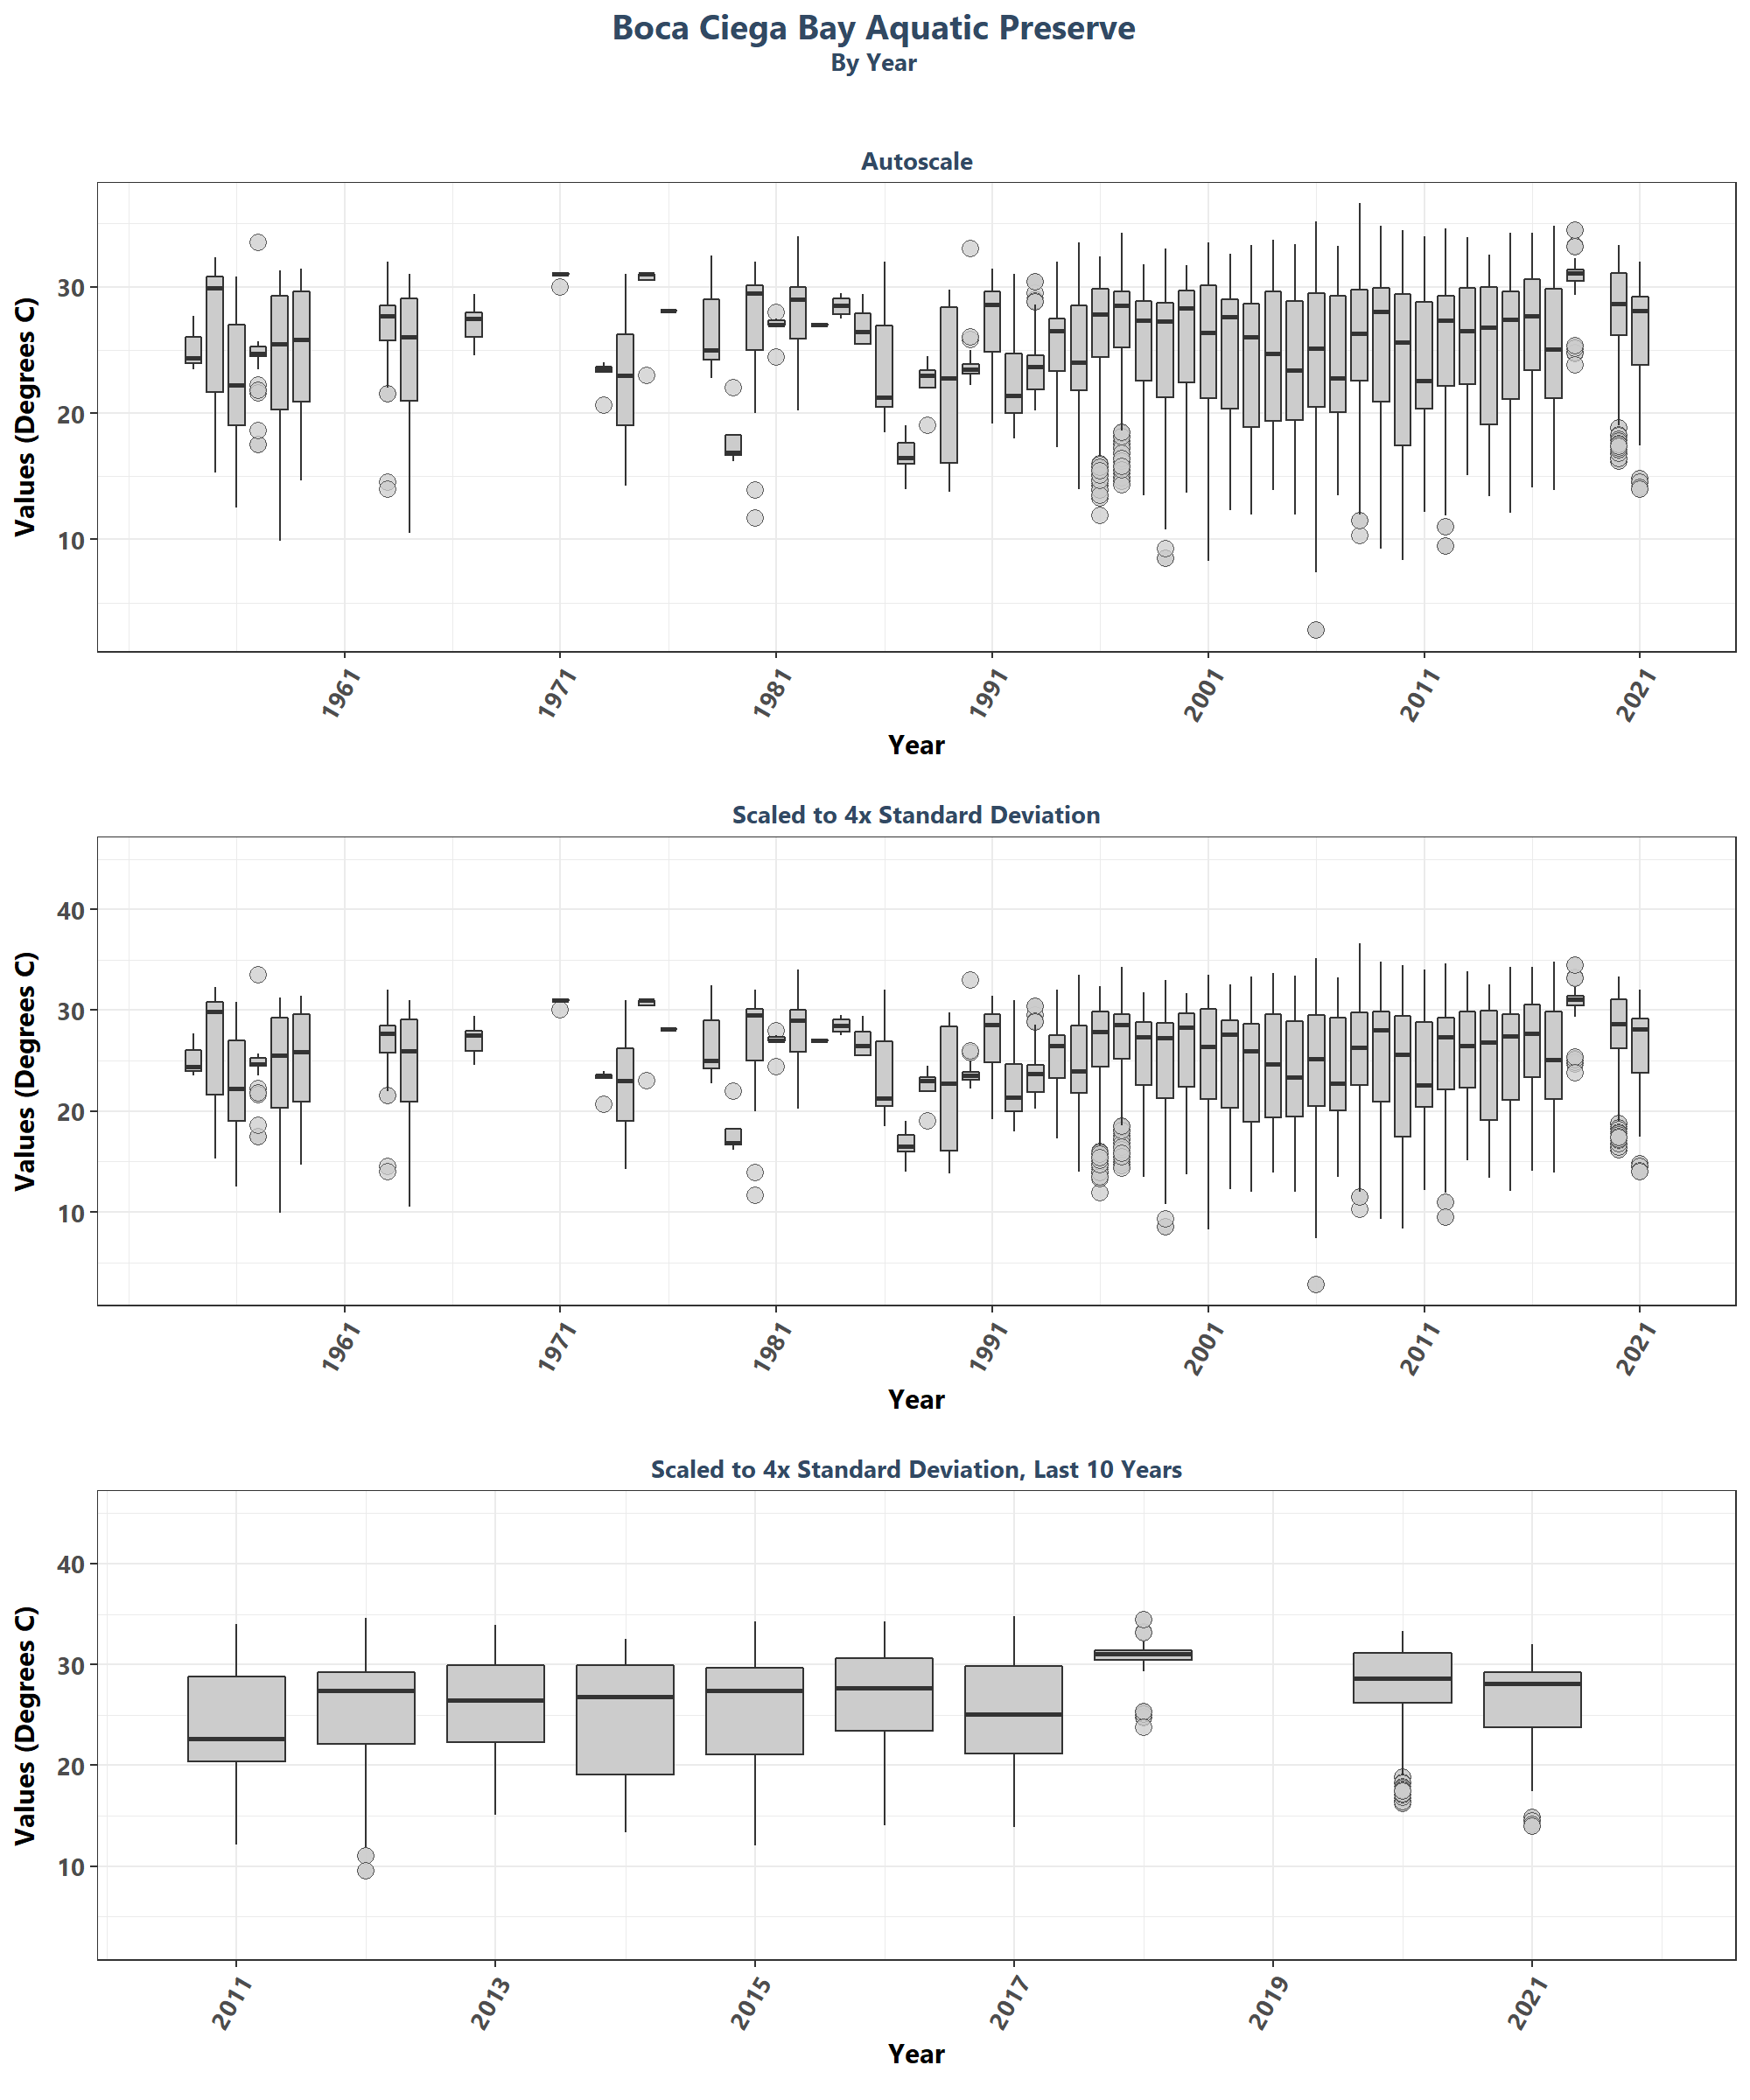 Boca Ciega Bay Aquatic Preserve
By Year
Autoscale
Values (Degrees C)
30
20
10
1961
1971
1981
1991
2001
2011
2021
Year
Scaled to 4x Standard Deviation
Values (Degrees C)
40
30
20
10
1961
1971
1981
1991
2001
2011
2021
Year
Scaled to 4x Standard Deviation, Last 10 Years
Values (Degrees C)
40
30
20
10
2011
2013
2015
2017
2019
2021
Year